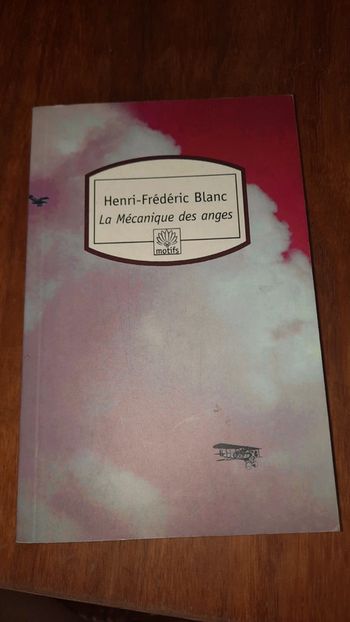 Henri-Frédéric Blanc
La Mécanique des anges
motifs